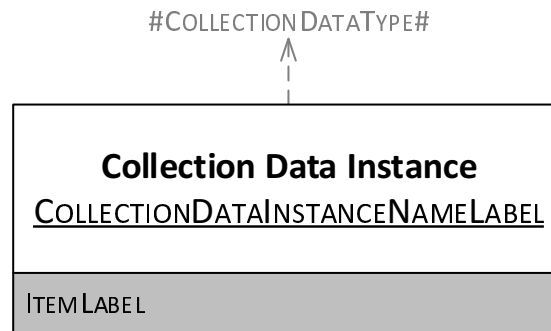 #COLLECTIONDATATYPE#
Collection Data Instance
COLLECTIONDATAINSTANCENAMELABEL
ITEMLABEL